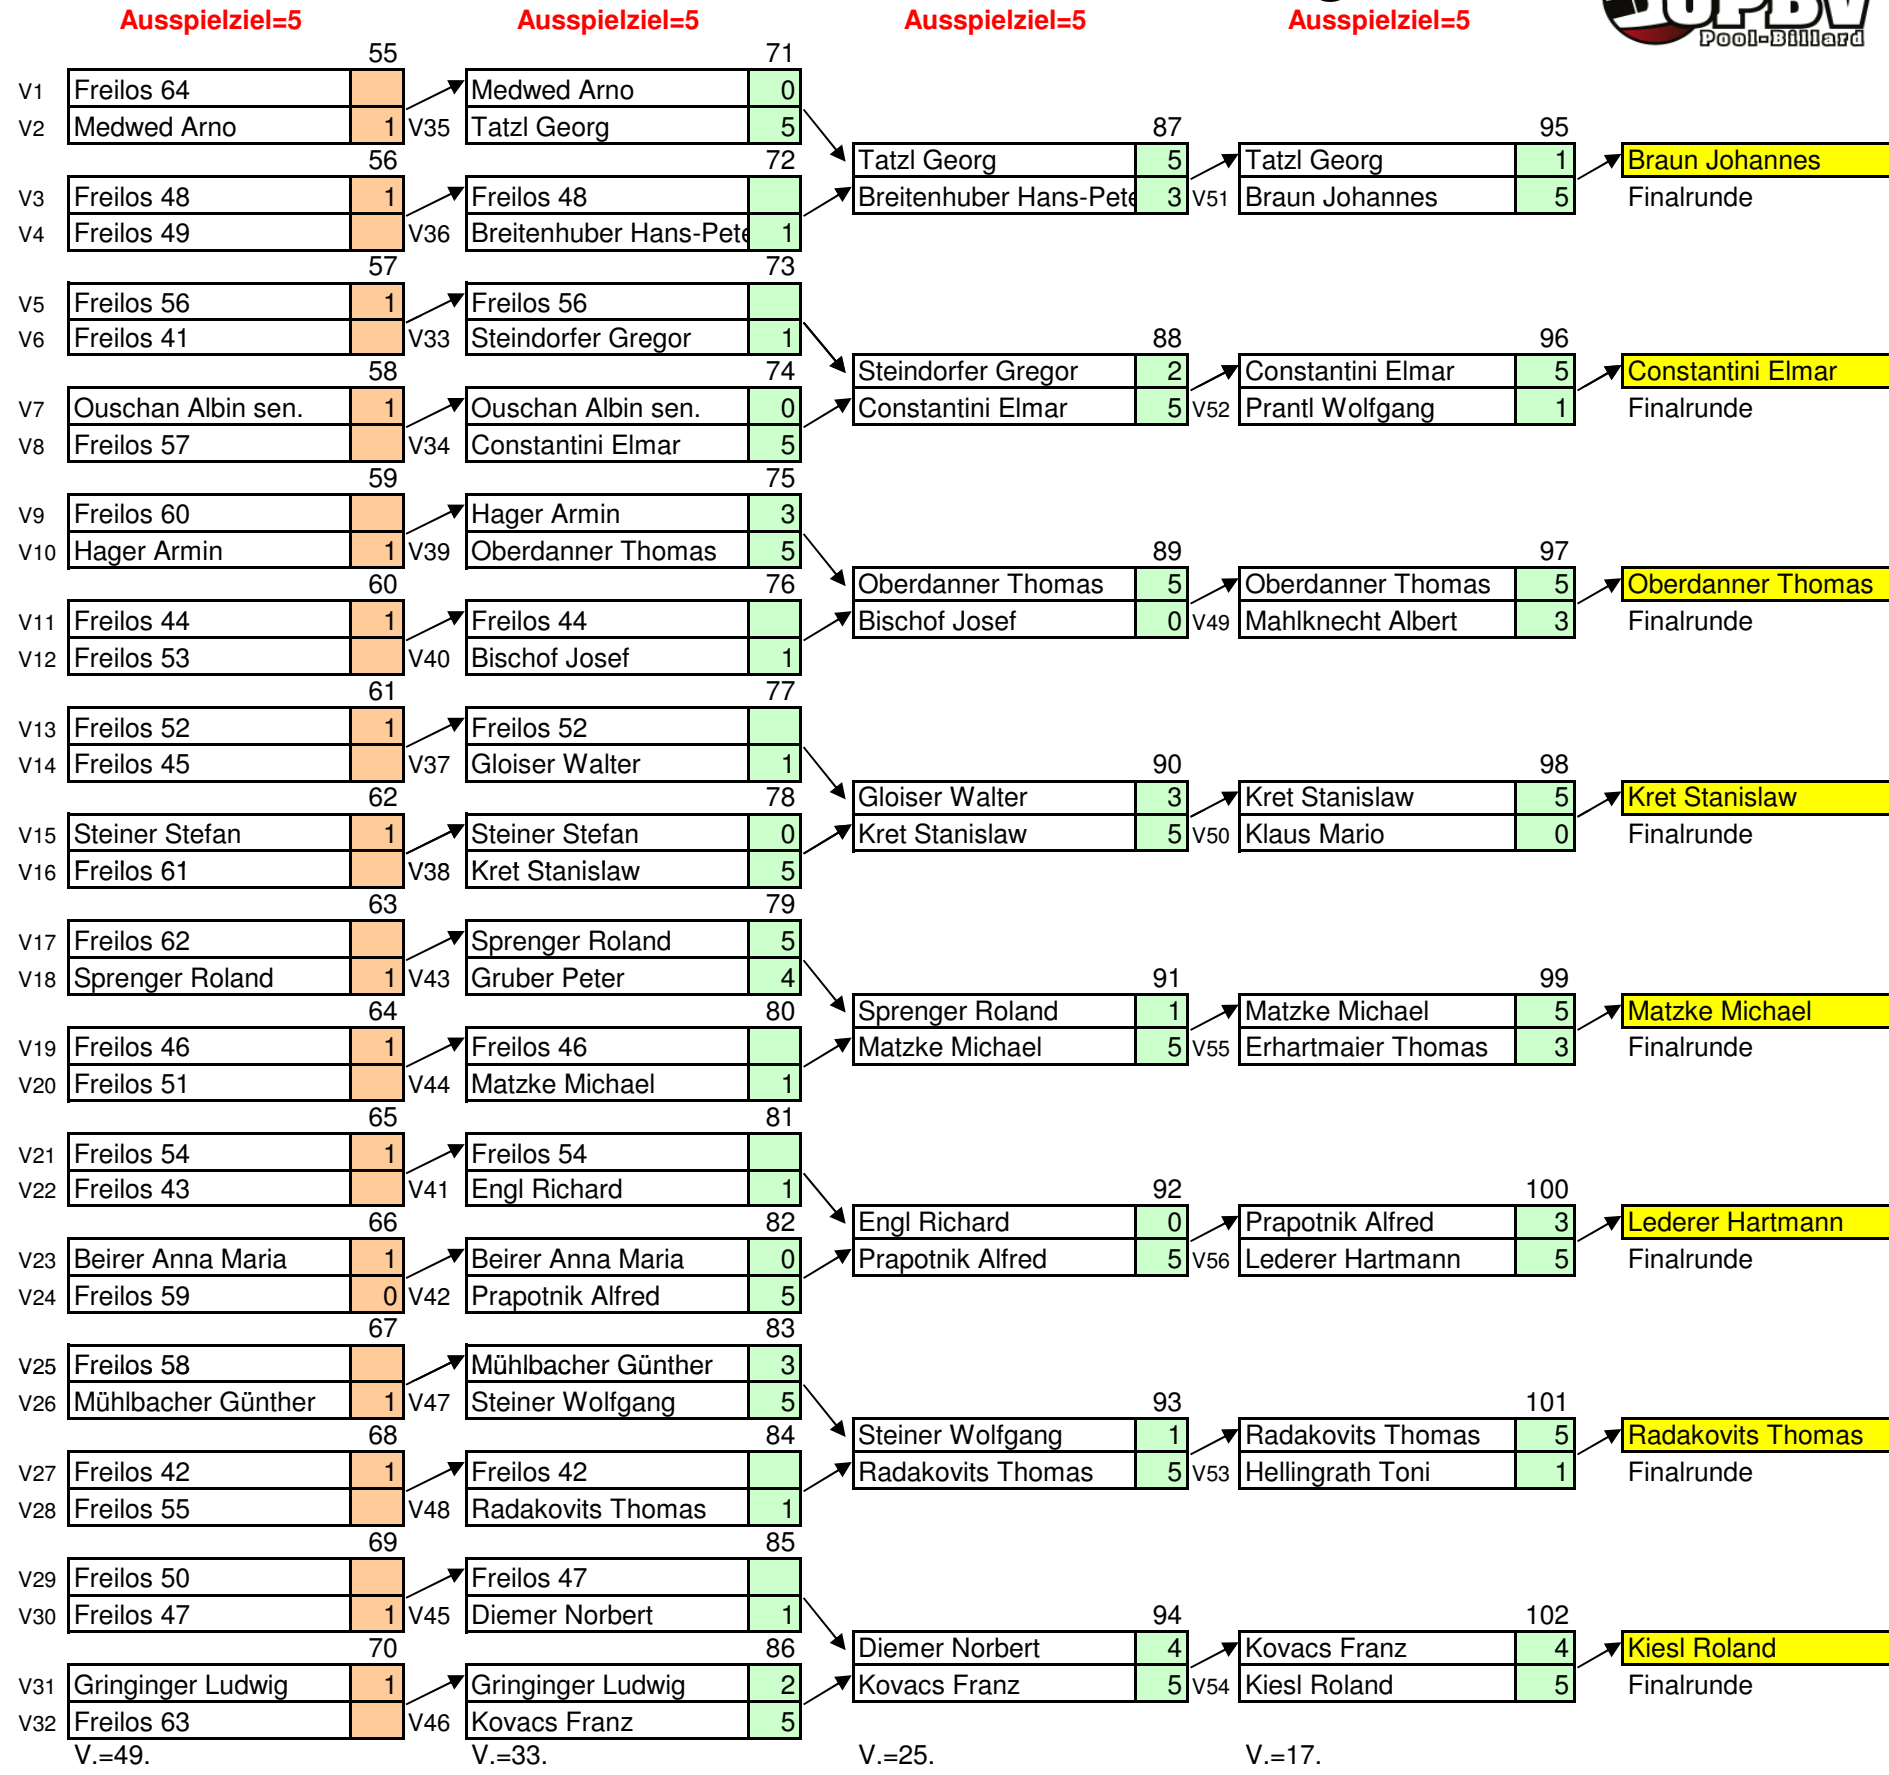 Ausspielziel=5 Ausspielziel=5 Ausspielziel=5 Ausspielziel=5
Pool-Billard
55 71
V1 Freilos 64 Medwed Arno 0
V2 Medwed Arno 1 V35 Tatzl Georg 5 87 95
56 72 Tatzl Georg 5 Tatzl Georg 1 Braun Johannes
V3 Freilos 48 1 Freilos 48 Breitenhuber Hans-Pete 3 V51 Braun Johannes 5 Finalrunde
V4 Freilos 49 V36 Breitenhuber Hans-Pete 1
57 73
V5 Freilos 56 1 Freilos 56
V6 Freilos 41 V33 Steindorfer Gregor 1 88 96
58 74 Steindorfer Gregor 2 Constantini Elmar 5 Constantini Elmar
V7 Ouschan Albin sen. 1 Ouschan Albin sen. 0 Constantini Elmar 5 V52 Prantl Wolfgang 1 Finalrunde
V8 Freilos 57 V34 Constantini Elmar 5
59 75
V9 Freilos 60 Hager Armin 3
V10 Hager Armin 1 V39 Oberdanner Thomas 5 89 97
60 76 Oberdanner Thomas 5 Oberdanner Thomas 5 Oberdanner Thomas
V11 Freilos 44 1 Freilos 44 Bischof Josef 0 V49 Mahlknecht Albert 3 Finalrunde
V12 Freilos 53 V40 Bischof Josef 1
61 77
V13 Freilos 52 1 Freilos 52
V14 Freilos 45 V37 Gloiser Walter 1 90 98
62 78 Gloiser Walter 3 Kret Stanislaw 5 Kret Stanislaw
V15 Steiner Stefan 1 Steiner Stefan 0 Kret Stanislaw 5 V50 Klaus Mario 0 Finalrunde
V16 Freilos 61 V38 Kret Stanislaw 5
63 79
V17 Freilos 62 Sprenger Roland 5
V18 Sprenger Roland 1 V43 Gruber Peter 4 91 99
64 80 Sprenger Roland 1 Matzke Michael 5 Matzke Michael
V19 Freilos 46 1 Freilos 46 Matzke Michael 5 V55 Erhartmaier Thomas 3 Finalrunde
V20 Freilos 51 V44 Matzke Michael 1
65 81
V21 Freilos 54 1 Freilos 54
V22 Freilos 43 V41 Engl Richard 1 92 100
66 82 Engl Richard 0 Prapotnik Alfred 3 Lederer Hartmann
V23 Beirer Anna Maria 1 Beirer Anna Maria 0 Prapotnik Alfred 5 V56 Lederer Hartmann 5 Finalrunde
V24 Freilos 59 0 V42 Prapotnik Alfred 5
67 83
V25 Freilos 58 Mühlbacher Günther 3
V26 Mühlbacher Günther 1 V47 Steiner Wolfgang 5 93 101
68 84 Steiner Wolfgang 1 Radakovits Thomas 5 Radakovits Thomas
V27 Freilos 42 1 Freilos 42 Radakovits Thomas 5 V53 Hellingrath Toni 1 Finalrunde
V28 Freilos 55 V48 Radakovits Thomas 1
69 85
V29 Freilos 50 Freilos 47
V30 Freilos 47 1 V45 Diemer Norbert 1 94 102
70 86 Diemer Norbert 4 Kovacs Franz 4 Kiesl Roland
V31 Gringinger Ludwig 1 Gringinger Ludwig 2 Kovacs Franz 5 V54 Kiesl Roland 5 Finalrunde
V32 Freilos 63 V46 Kovacs Franz 5
V.=49. V.=33. V.=25. V.=17.